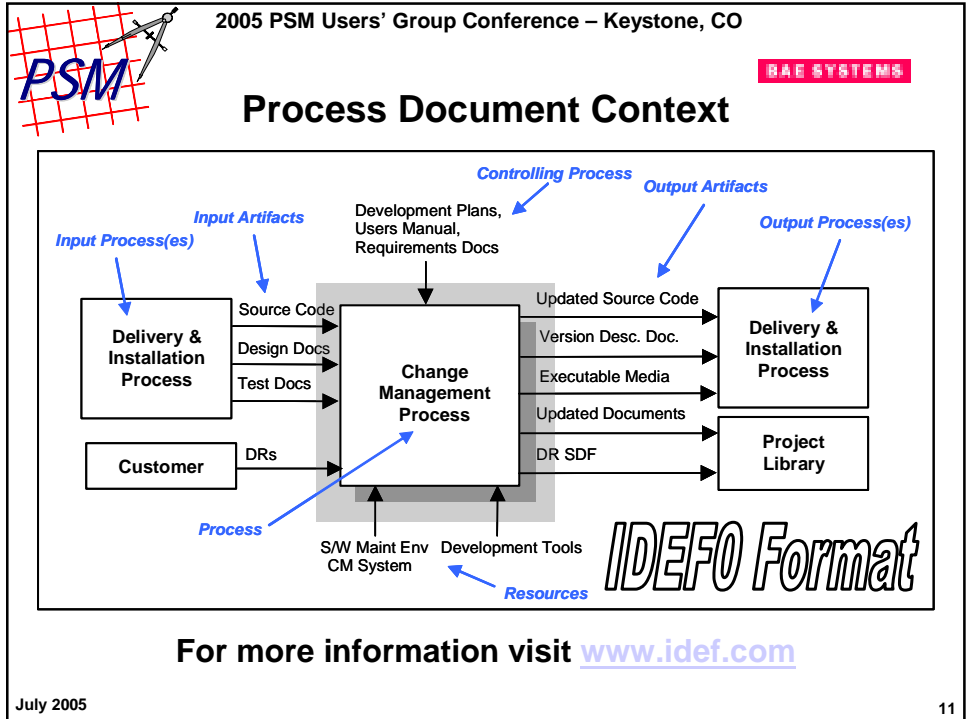 2005 PSM Users' Group Conference – Keystone, CO
PSM
BAE SYSTEMS
Process Document Context
Controlling Process
Output Artifacts
Input Artifacts
Development Plans,
Users Manual,
Requirements Docs
Output Process(es)
Input Process(es)
Source Code
Updated Source Code
Delivery &
Installation
Process
Design Docs
Test Docs
Change
Management
Process
Version Desc. Doc.
Executable Media
Delivery &
Installation
Process
Updated Documents
Customer
DRs
DR SDF
Project
Library
Process
S/W Maint Env
CM System
Development Tools
Resources
IDEF0 Format
For more information visit www.idef.com
July 2005
11